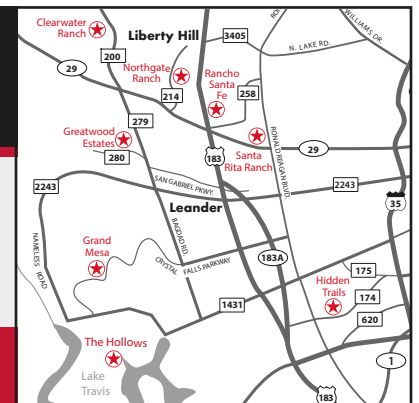 Clearwater
Ranch
200
Liberty Hill
3405
RO
WILLIAMS DR.
N. LAKE RD.
29
Northgate
Ranch
214
Rancho
Santa
Fe
258
279
Greatwood
Estates
280
183
Santa
Rita Ranch
RONALD REAGAN BLVD.
29
2243
SAN GABRIEL PKWY.
2243
35
Leander
NAMELESS
ROAD
BAGDAD RD.
Grand
Mesa
CRYSTAL FALLS PARKWAY
183A
175
Hidden
Trails
174
1431
620
The Hollows
1
Lake
Travis
183